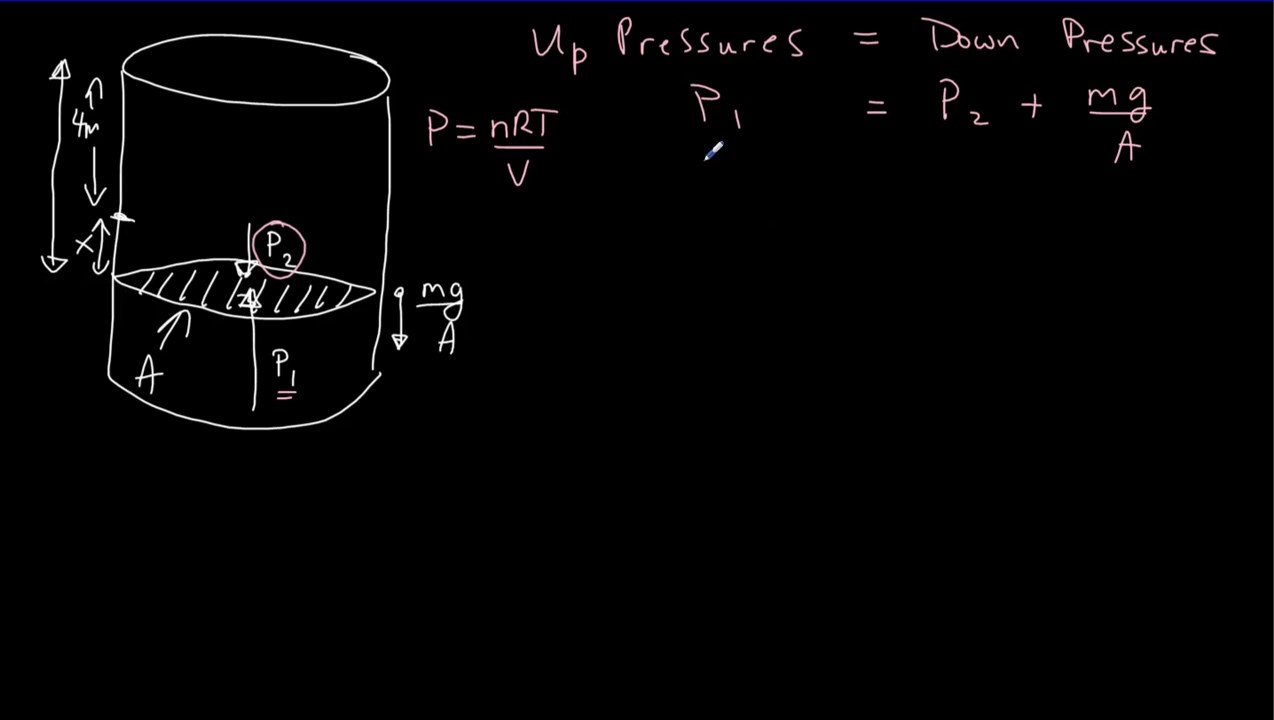 Up Pressures = Down Pressures
P = nRT / V
P₁ = P₂ + mg / A
4m
x
P₂
mg / A
A
P₁